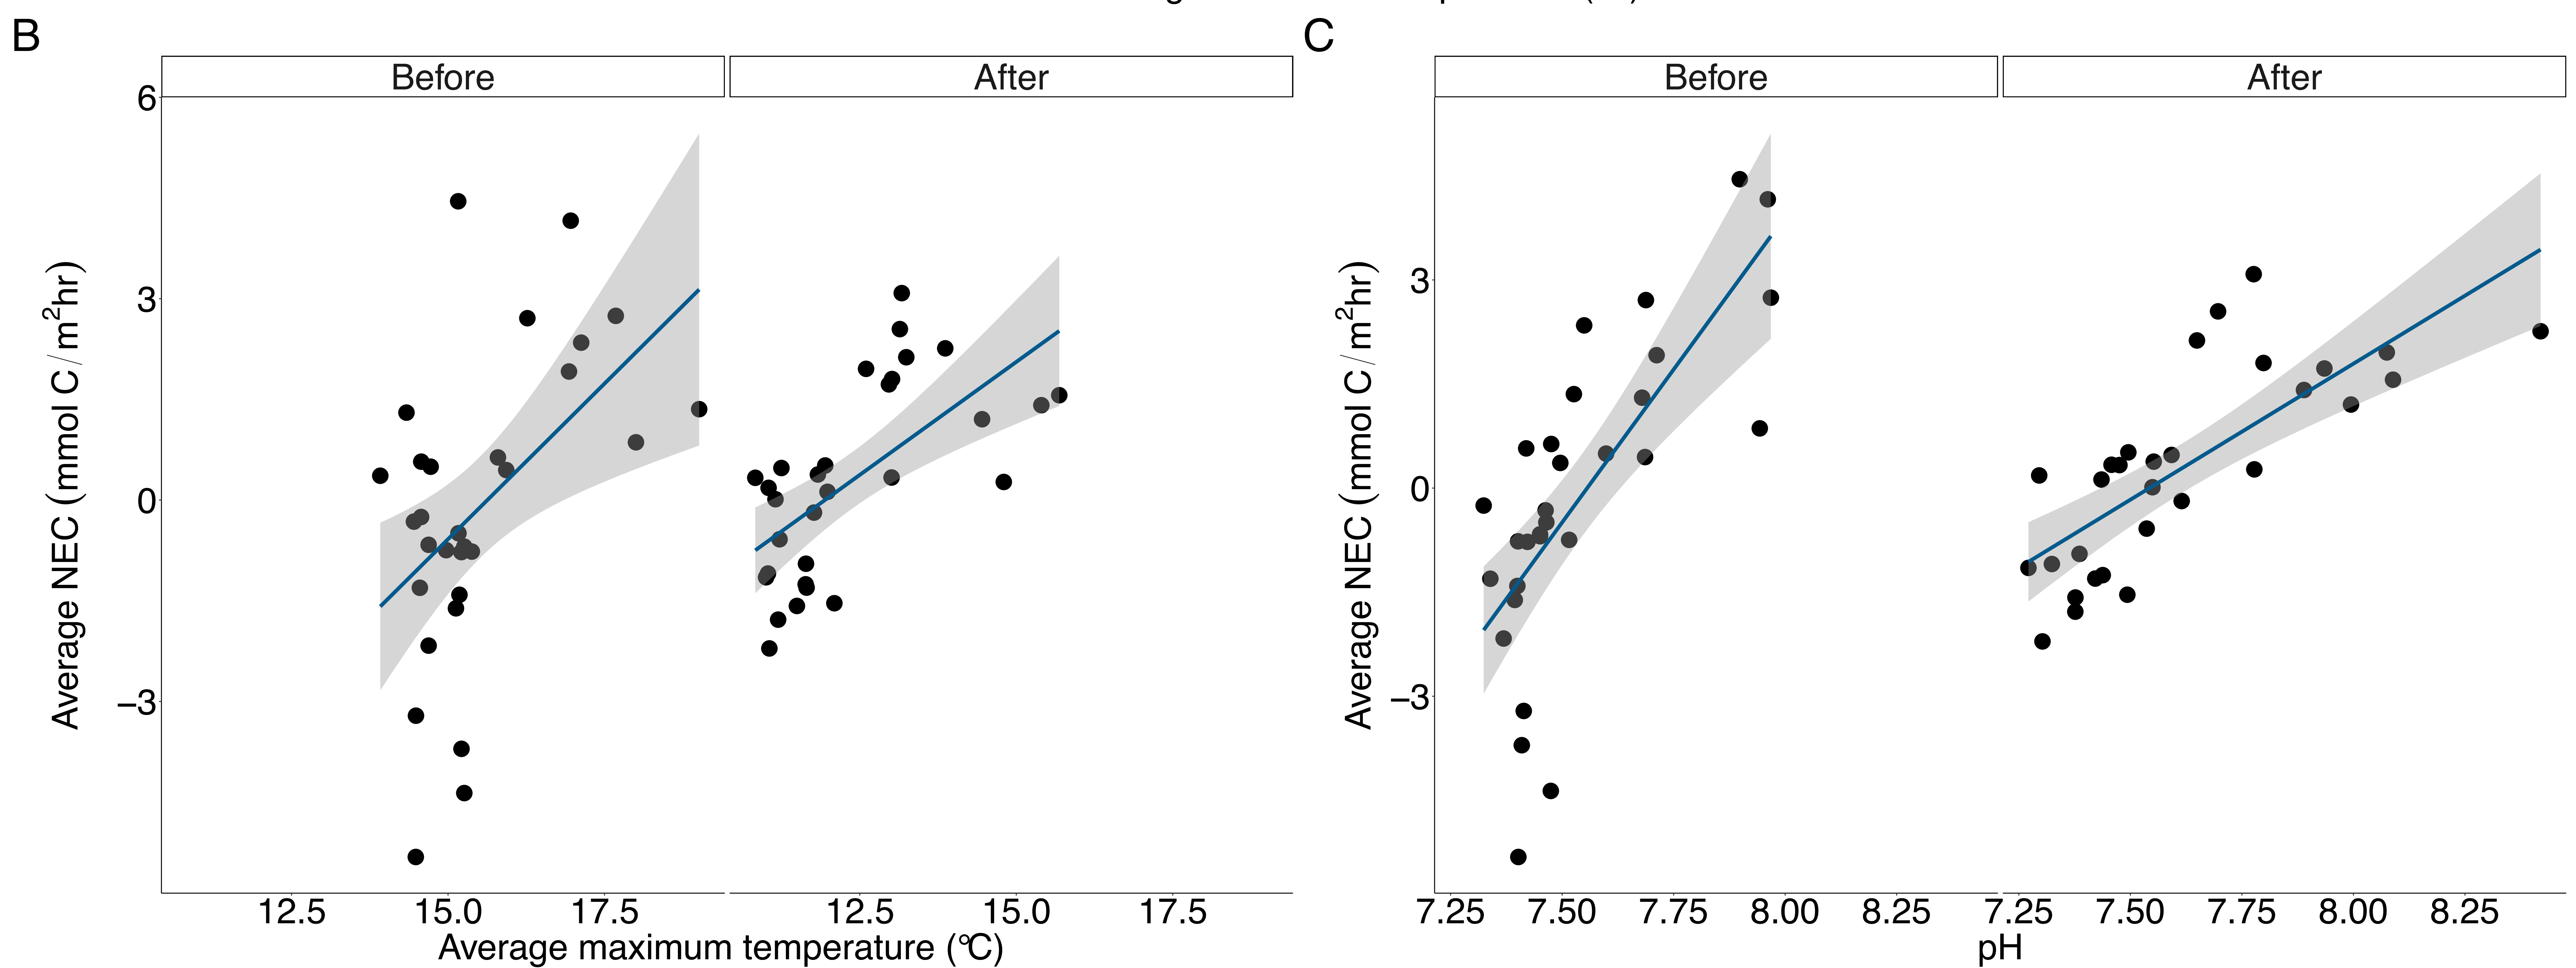 B
C
Before
After
Before
After
6
3
0
−3
Average NEC (mmol C/m²hr)
12.5
15.0
17.5
12.5
15.0
17.5
Average maximum temperature (°C)
3
0
−3
Average NEC (mmol C/m²hr)
7.25
7.50
7.75
8.00
8.25
7.25
7.50
7.75
8.00
8.25
pH